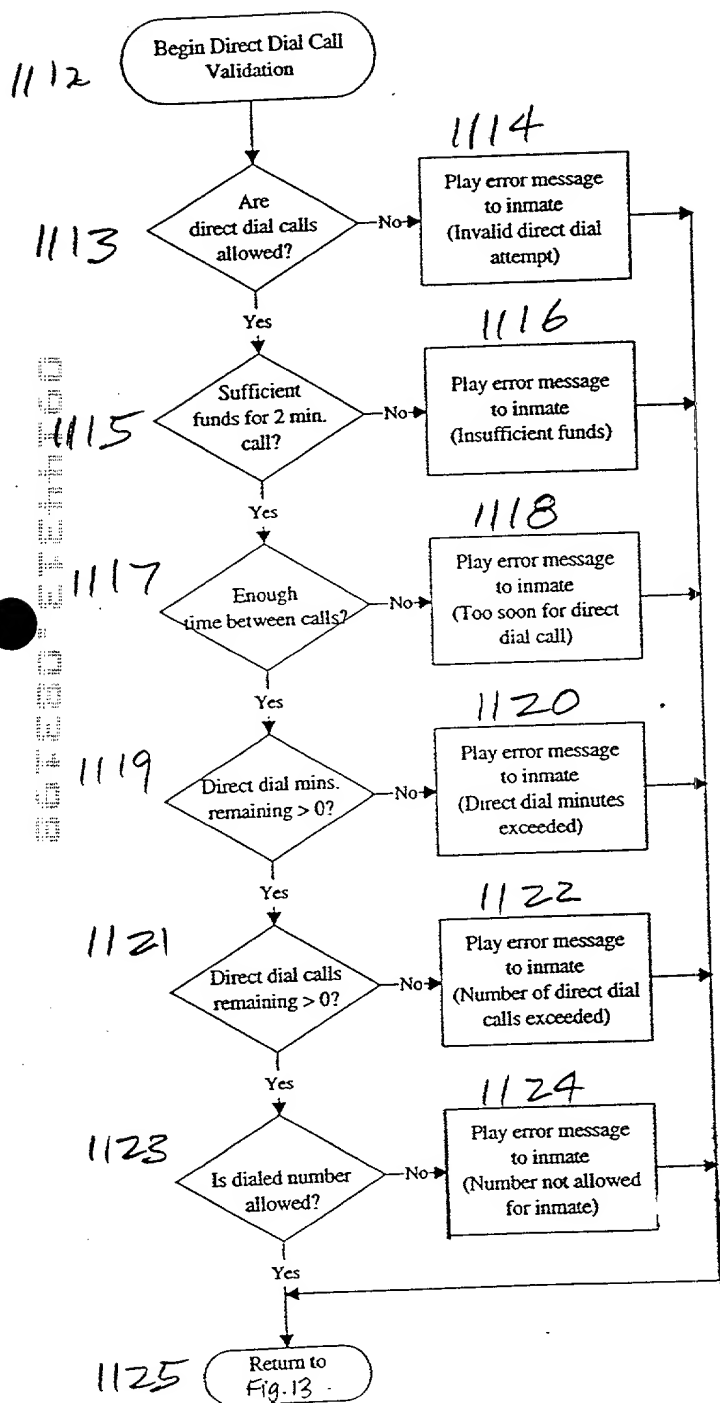 1112
Begin Direct Dial Call
Validation
1113
Are
direct dial calls
allowed?
No
1114
Play error message
to inmate
(Invalid direct dial
attempt)
Yes
1115
Sufficient
funds for 2 min.
call?
No
1116
Play error message
to inmate
(Insufficient funds)
Yes
1117
Enough
time between calls?
No
1118
Play error message
to inmate
(Too soon for direct
dial call)
Yes
1119
Direct dial mins.
remaining > 0?
No
1120
Play error message
to inmate
(Direct dial minutes
exceeded)
Yes
1121
Direct dial calls
remaining > 0?
No
1122
Play error message
to inmate
(Number of direct dial
calls exceeded)
Yes
1123
Is dialed number
allowed?
No
1124
Play error message
to inmate
(Number not allowed
for inmate)
Yes
1125
Return to
Fig.13